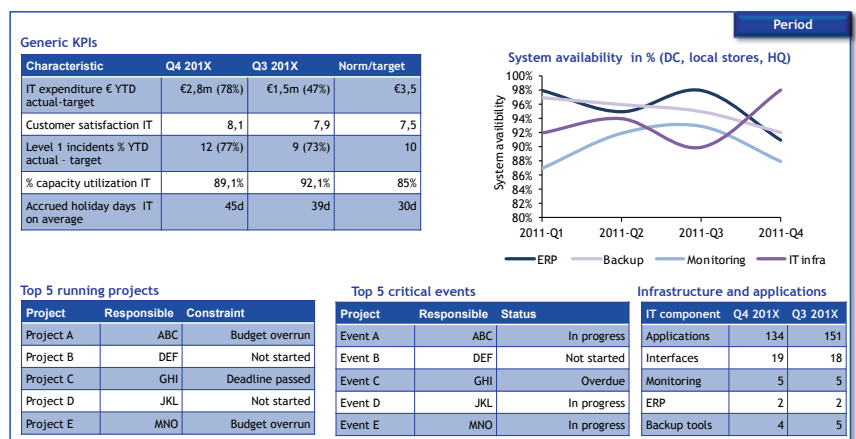 Period
Generic KPIs
Characteristic Q4 201X Q3 201X Norm/target
IT expenditure € YTD €2,8m (78%) €1,5m (47%) €3,5
actual-target
Customer satisfaction IT 8,1 7,9 7,5
Level 1 incidents % YTD 12 (77%) 9 (73%) 10
actual - target
% capacity utilization IT 89,1% 92,1% 85%
Accrued holiday days IT 45d 39d 30d
on average
System availability in % (DC, local stores, HQ)
System availibility
100%
98%
96%
94%
92%
90%
88%
86%
84%
82%
80%
2011-Q1 2011-Q2 2011-Q3 2011-Q4
ERP Backup Monitoring IT infra
Top 5 running projects
Project Responsible Constraint
Project A ABC Budget overrun
Project B DEF Not started
Project C GHI Deadline passed
Project D JKL Not started
Project E MNO Budget overrun
Top 5 critical events
Project Responsible Status
Event A ABC In progress
Event B DEF Not started
Event C GHI Overdue
Event D JKL In progress
Event E MNO In progress
Infrastructure and applications
IT component Q4 201X Q3 201X
Applications 134 151
Interfaces 19 18
Monitoring 5 5
ERP 2 2
Backup tools 4 5